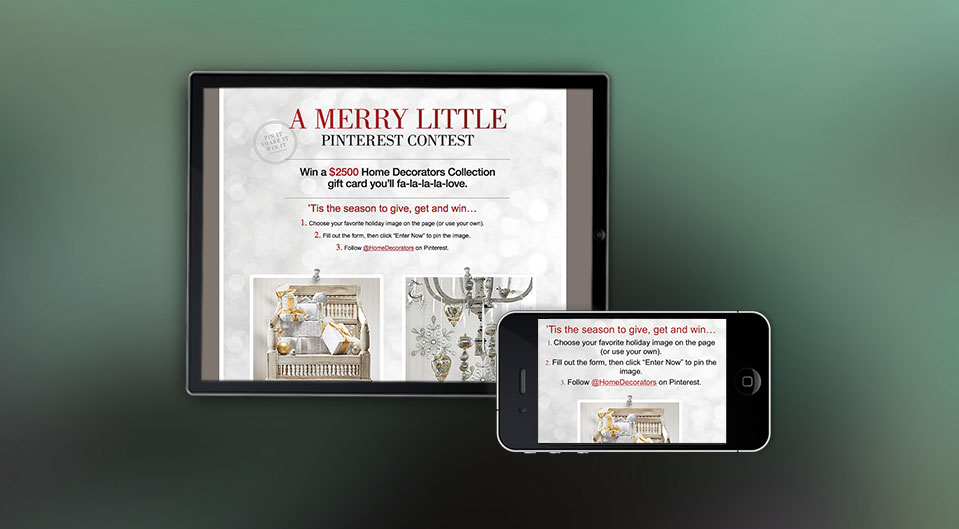 A MERRY LITTLE
PINTEREST CONTEST
PIN IT
SHARE IT
WIN IT
Win a $2500 Home Decorators Collection
gift card you'll fa-la-la-la-love.
'Tis the season to give, get and win...
1. Choose your favorite holiday image on the page (or use your own).
2. Fill out the form, then click "Enter Now" to pin the image.
3. Follow @HomeDecorators on Pinterest.
'Tis the season to give, get and win...
1. Choose your favorite holiday image on the page
(or use your own).
2. Fill out the form, then click "Enter Now" to pin the
image.
3. Follow @HomeDecorators on Pinterest.